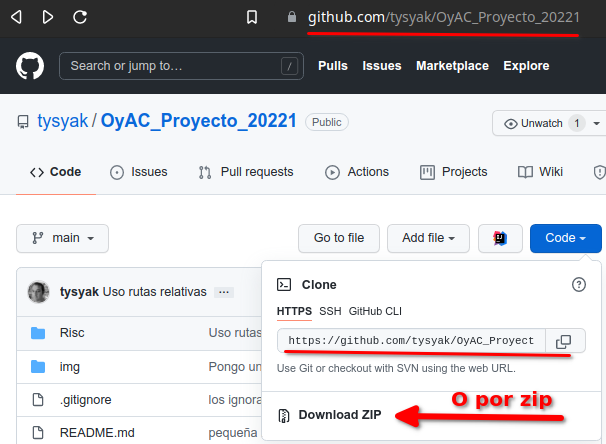 github.com/tysyak/OyAC_Proyecto_20221
Search or jump to…
/
Pulls Issues Marketplace Explore
tysyak / OyAC_Proyecto_20221 Public
Unwatch 1
Code Issues Pull requests Actions Projects Wiki
main Go to file Add file Code
Clone
tysyak Uso rutas relativas ...
HTTPS SSH GitHub CLI
Risc Uso rutas
https://github.com/tysyak/OyAC_Proyect
img Pongo un
Use Git or checkout with SVN using the web URL.
.gitignore los ignora
O por zip
Download ZIP
README.md pequeña